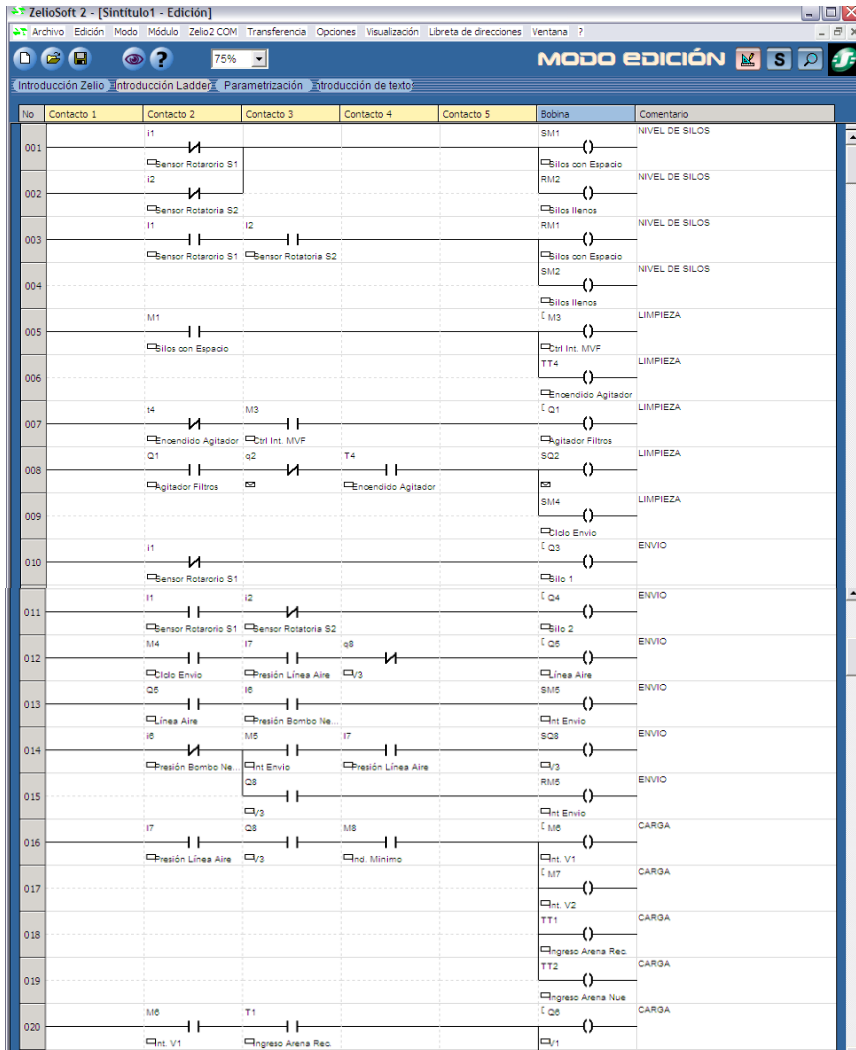 ZelioSoft 2 - [Sintítulo1 - Edición]
Archivo Edición Modo Módulo Zelio2 COM Transferencia Opciones Visualización Libreta de direcciones Ventana ?
75% MODO EDICIÓN S
Introducción Zelio Introducción Ladder Parametrización Introducción de texto
No Contacto 1 Contacto 2 Contacto 3 Contacto 4 Contacto 5 Bobina Comentario
i1 SM1 NIVEL DE SILOS
001
Sensor Rotarorio S1 Silos con Espacio
i2 RM2 NIVEL DE SILOS
002
Sensor Rotatoria S2 Silos llenos
I1 I2 RM1 NIVEL DE SILOS
003
Sensor Rotarorio S1 Sensor Rotatoria S2 Silos con Espacio
SM2 NIVEL DE SILOS
004
Silos llenos
M1 [ M3 LIMPIEZA
005
Silos con Espacio Ctrl Int. MVF
TT4 LIMPIEZA
006
Encendido Agitador
t4 M3 [ Q1 LIMPIEZA
007
Encendido Agitador Ctrl Int. MVF Agitador Filtros
Q1 q2 T4 SQ2 LIMPIEZA
008
Agitador Filtros Encendido Agitador
SM4 LIMPIEZA
009
Ciclo Envio
i1 [ Q3 ENVIO
010
Sensor Rotarorio S1 Silo 1
I1 i2 [ Q4 ENVIO
011
Sensor Rotarorio S1 Sensor Rotatoria S2 Silo 2
M4 I7 q8 [ Q5 ENVIO
012
Ciclo Envio Presión Línea Aire V3 Línea Aire
Q5 I6 SM5 ENVIO
013
Línea Aire Presión Bombo Ne... Int Envio
i6 M5 I7 SQ8 ENVIO
014
Presión Bombo Ne... Int Envio Presión Línea Aire V3
Q8 RM5 ENVIO
015
V3 Int Envio
I7 Q8 M8 [ M6 CARGA
016
Presión Línea Aire V3 Ind. Minimo Int. V1
[ M7 CARGA
017
Int. V2
TT1 CARGA
018
Ingreso Arena Rec.
TT2 CARGA
019
Ingreso Arena Nue
M6 T1 [ Q6 CARGA
020
Int. V1 Ingreso Arena Rec. V1